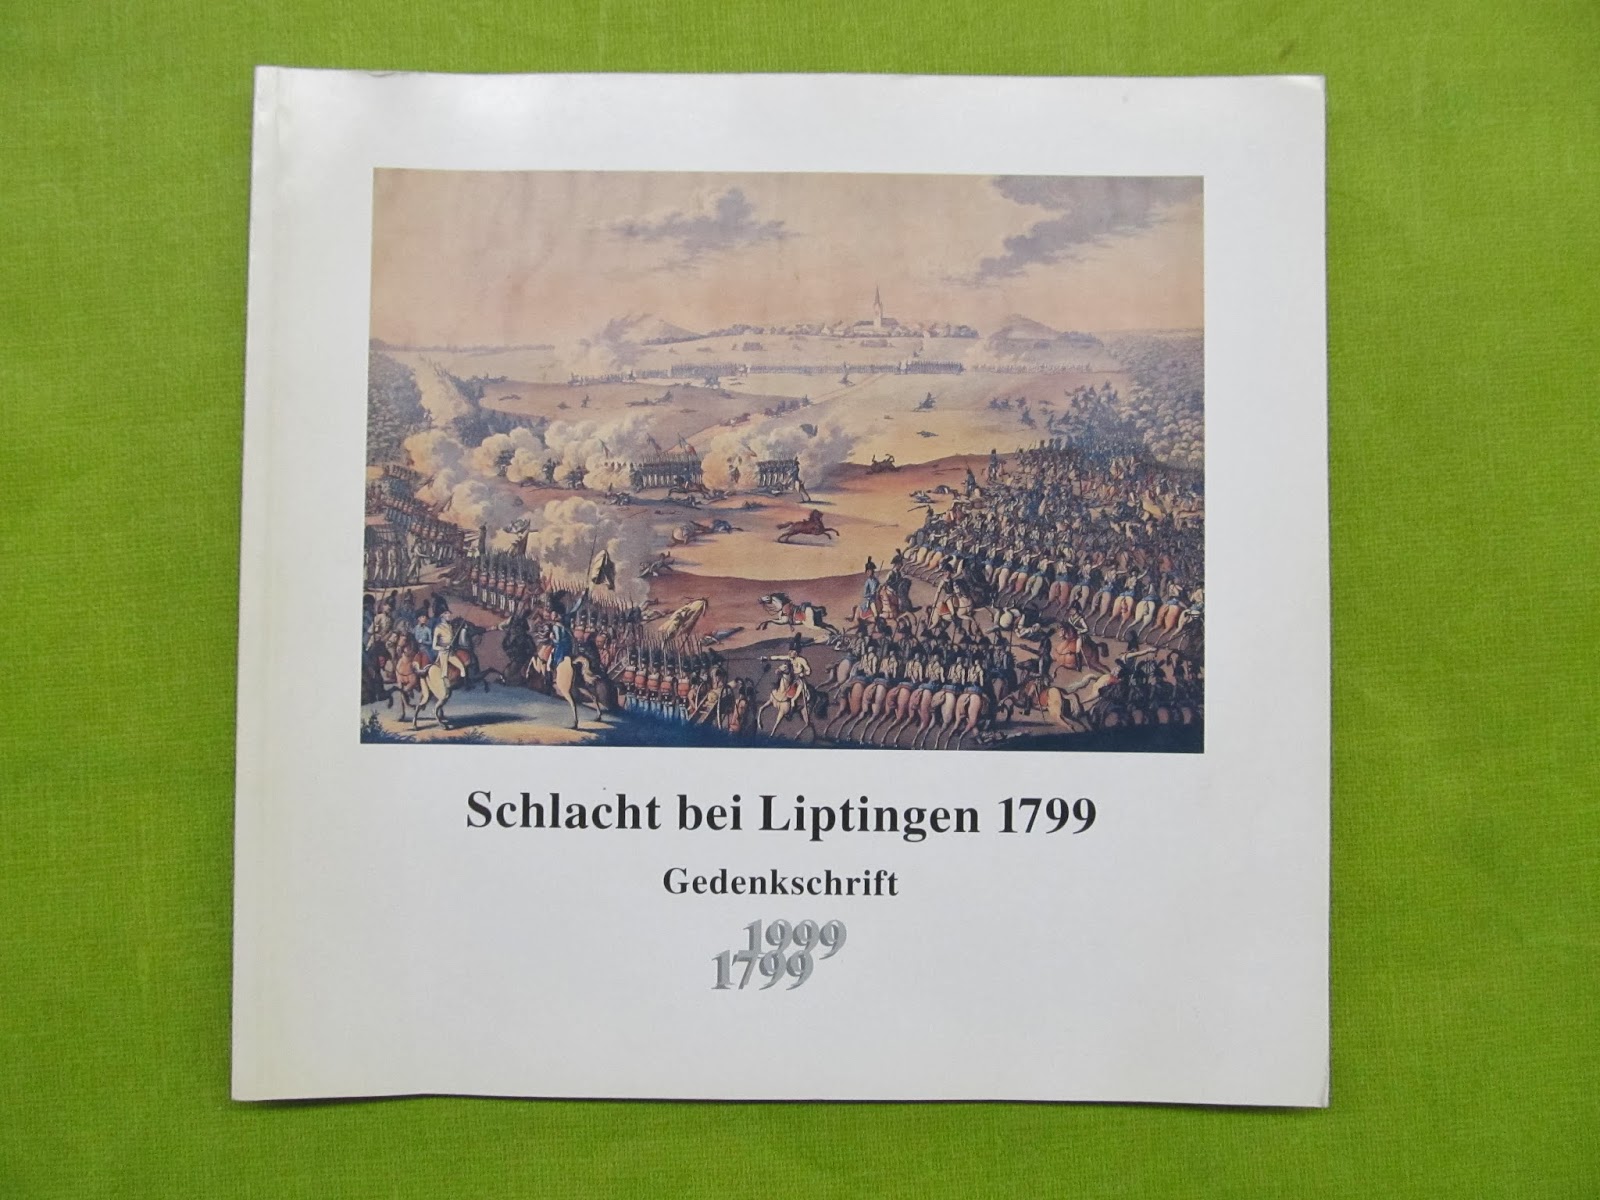 Schlacht bei Liptingen 1799
Gedenkschrift
1999
1799